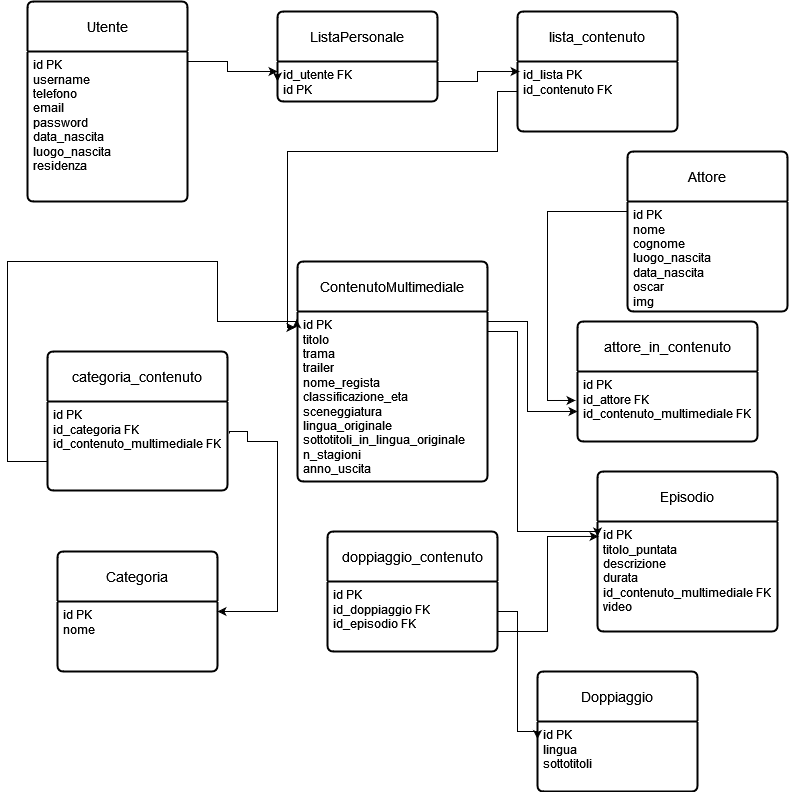 Utente
id PK
username
telefono
email
password
data_nascita
luogo_nascita
residenza
ListaPersonale
id_utente FK
id PK
lista_contenuto
id_lista PK
id_contenuto FK
Attore
id PK
nome
cognome
luogo_nascita
data_nascita
oscar
img
ContenutoMultimediale
id PK
titolo
trama
trailer
nome_regista
classificazione_eta
sceneggiatura
lingua_originale
sottotitoli_in_lingua_originale
n_stagioni
anno_uscita
attore_in_contenuto
id PK
id_attore FK
id_contenuto_multimediale FK
categoria_contenuto
id PK
id_categoria FK
id_contenuto_multimediale FK
Episodio
id PK
titolo_puntata
descrizione
durata
id_contenuto_multimediale FK
video
doppiaggio_contenuto
id PK
id_doppiaggio FK
id_episodio FK
Categoria
id PK
nome
Doppiaggio
id PK
lingua
sottotitoli